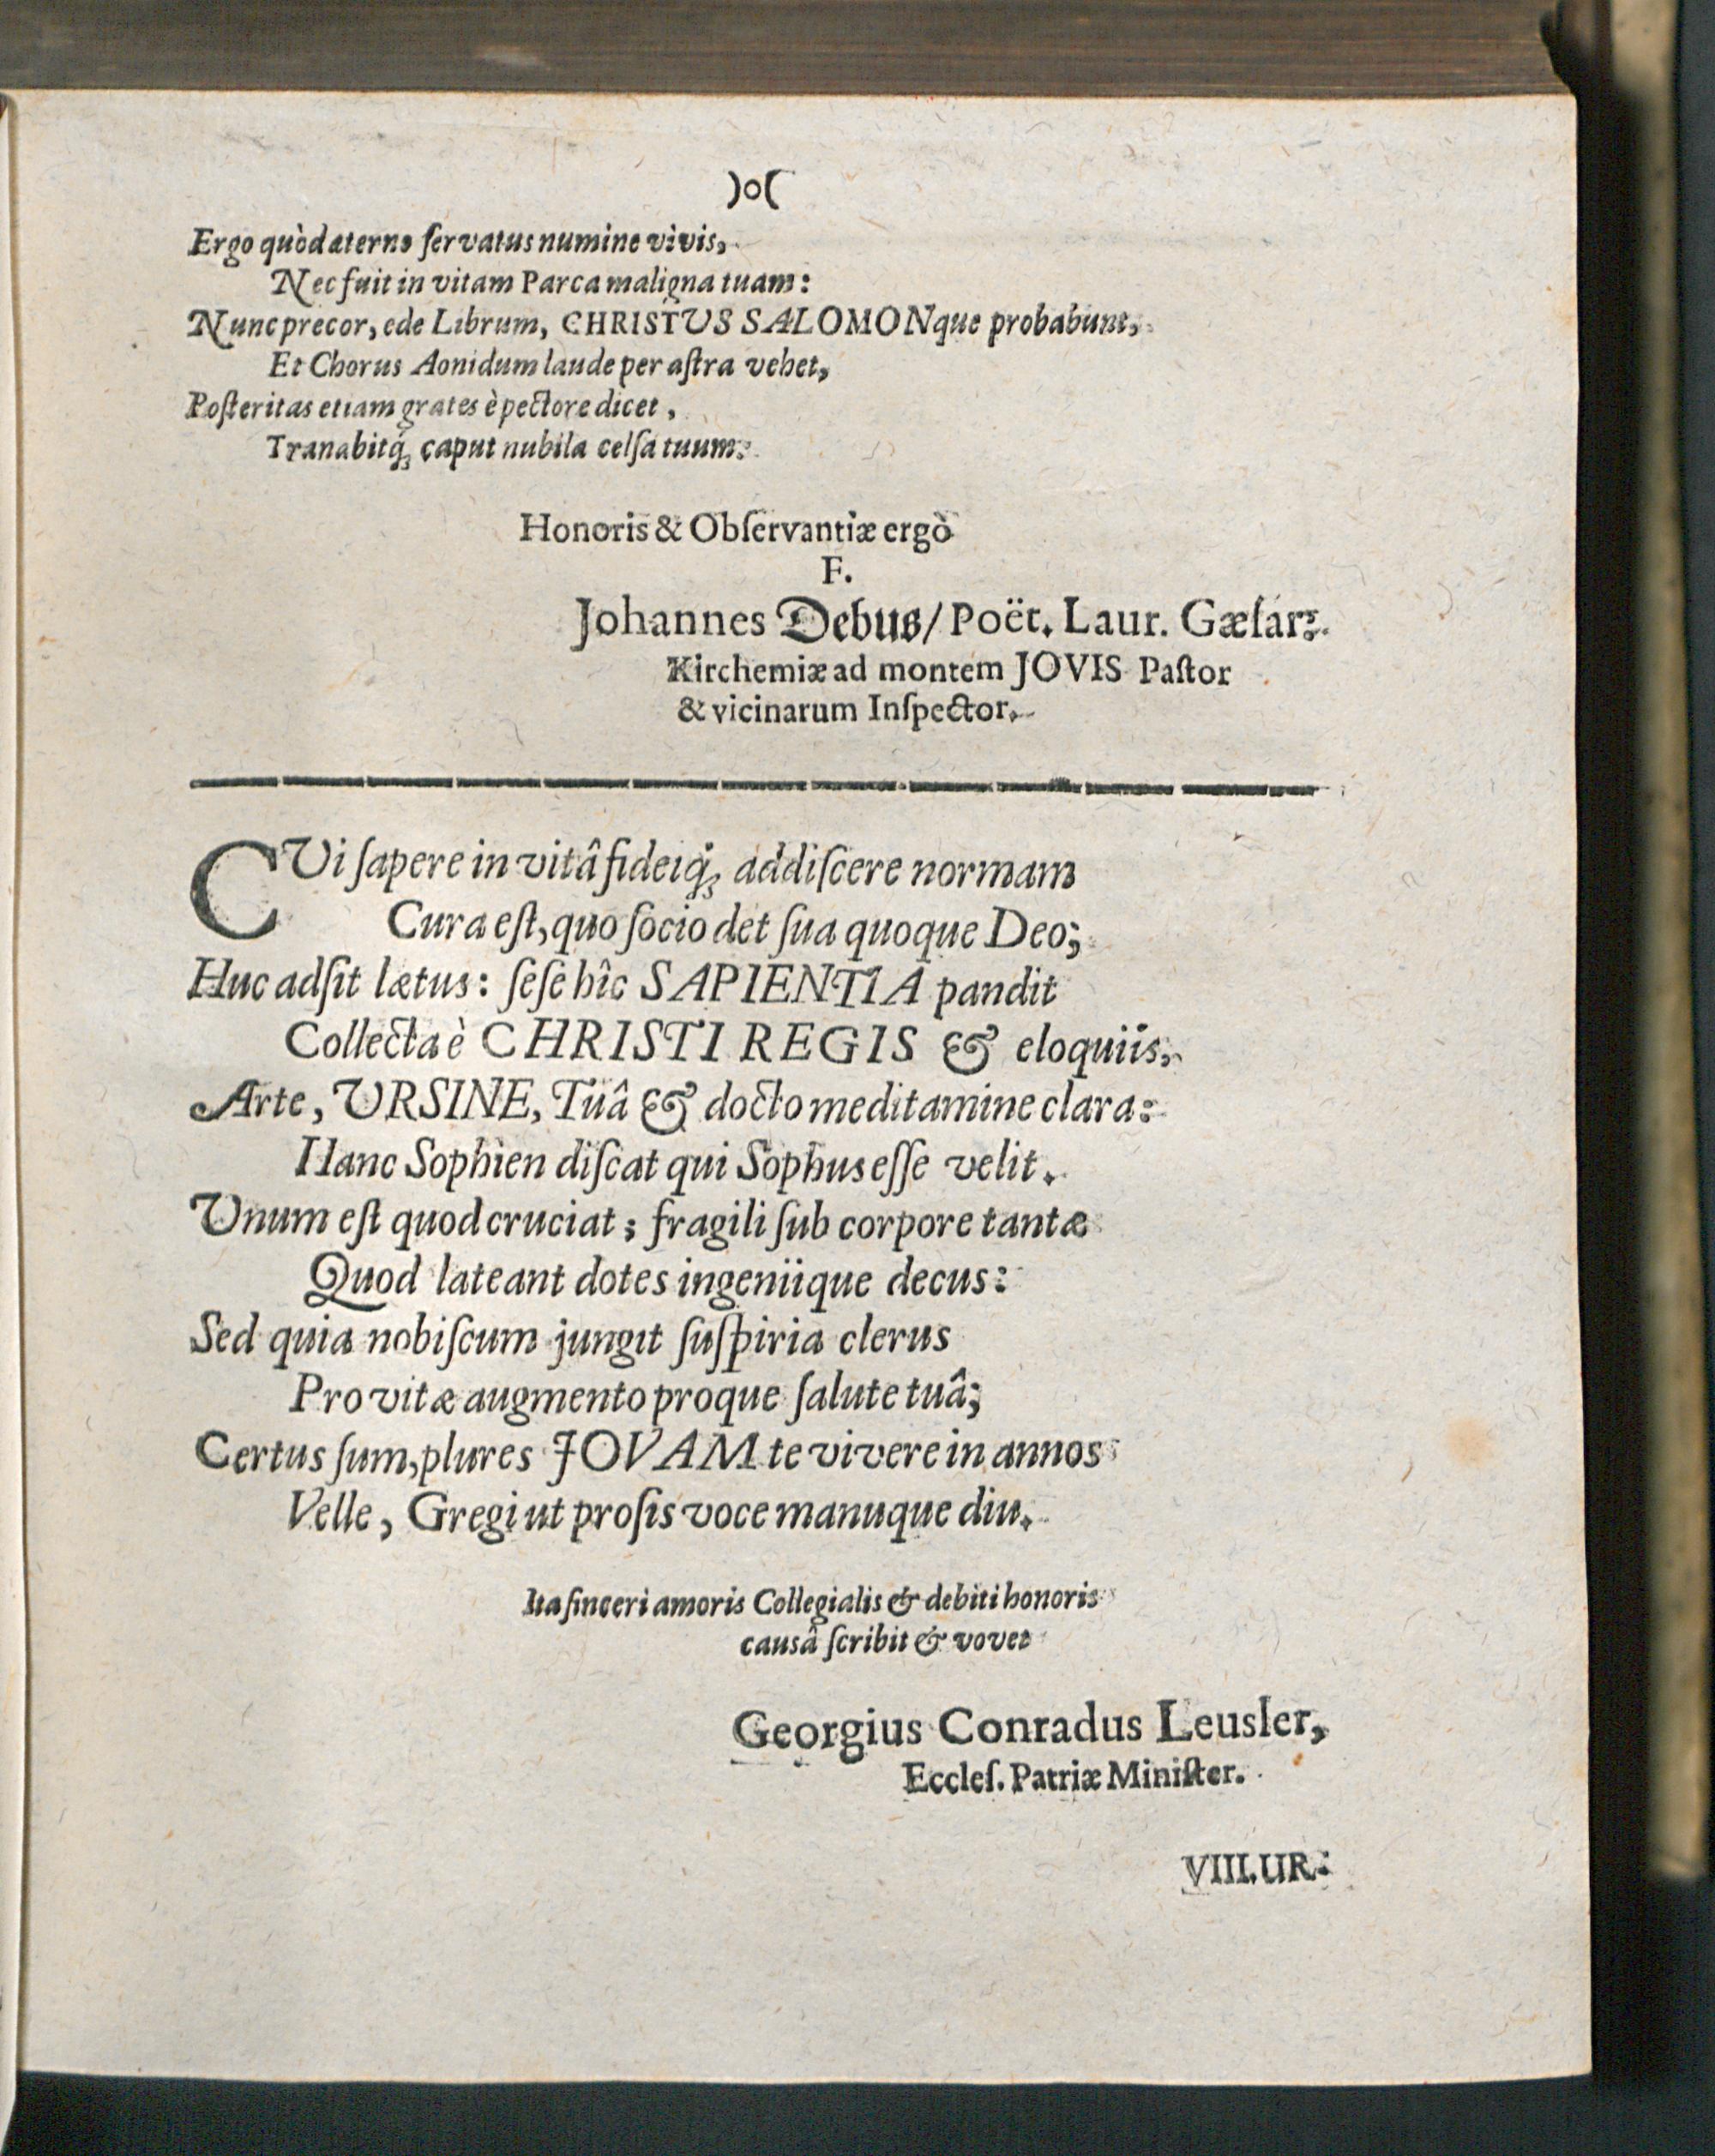 )o(
Ergo quòd æterno ſervatus numine vivis,
Nec fuit in vitam Parca maligna tuam:
Nunc precor, ede Librum, CHRISTUS SALOMONque probabunt,
Et Chorus Aonidum laude per aſtra vehet,
Poſteritas etiam grates è pectore dicet,
Tranabitq́; caput nubila celſa tuum.
Honoris & Obſervantiæ ergò
F.
Johannes Debus/ Poët. Laur. Cæſar.
Kirchemiæ ad montem JOVIS Paſtor
& vicinarum Inſpector.
CUi ſapere in vitâ fideiq́; addiſcere normam
Cura eſt, quo ſocio det ſua quoque Deo;
Huc adſit lætus: ſeſe hîc SAPIENTIA pandit
Collecta è CHRISTI REGIS & eloquiis,
Arte, URSINE, Tuâ & docto meditamine clara:
Hanc Sophien diſcat qui Sophus eſſe velit.
Unum eſt quod cruciat; fragili ſub corpore tantæ
Quod lateant dotes ingeniique decus:
Sed quia nobiſcum jungit ſuſpiria clerus
Pro vitæ augmento proque ſalute tuâ;
Certus ſum, plures JOVAM te vivere in annos
Velle, Gregi ut proſis voce manuque diu.
Ita ſinceri amoris Collegialis & debiti honoris
causâ ſcribit & vovet
Georgius Conradus Leusler,
Eccleſ. Patriæ Miniſter.
VIII. UR-